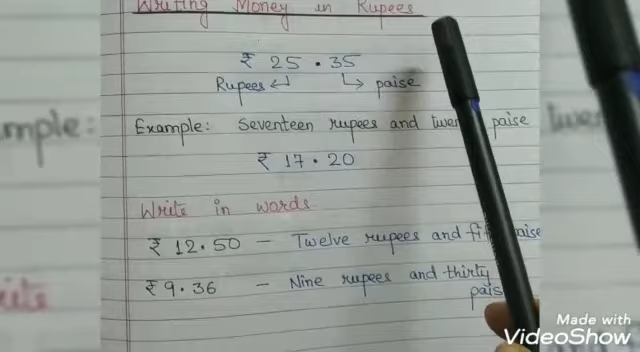 Writing Money in Rupees
₹ 25.35
Rupees paise
Example: Seventeen rupees and paise
₹ 17.20
Write in words
₹ 12.50 - Twelve rupees and
₹ 9.36 - Nine rupees and thirty
Made with
VideoShow